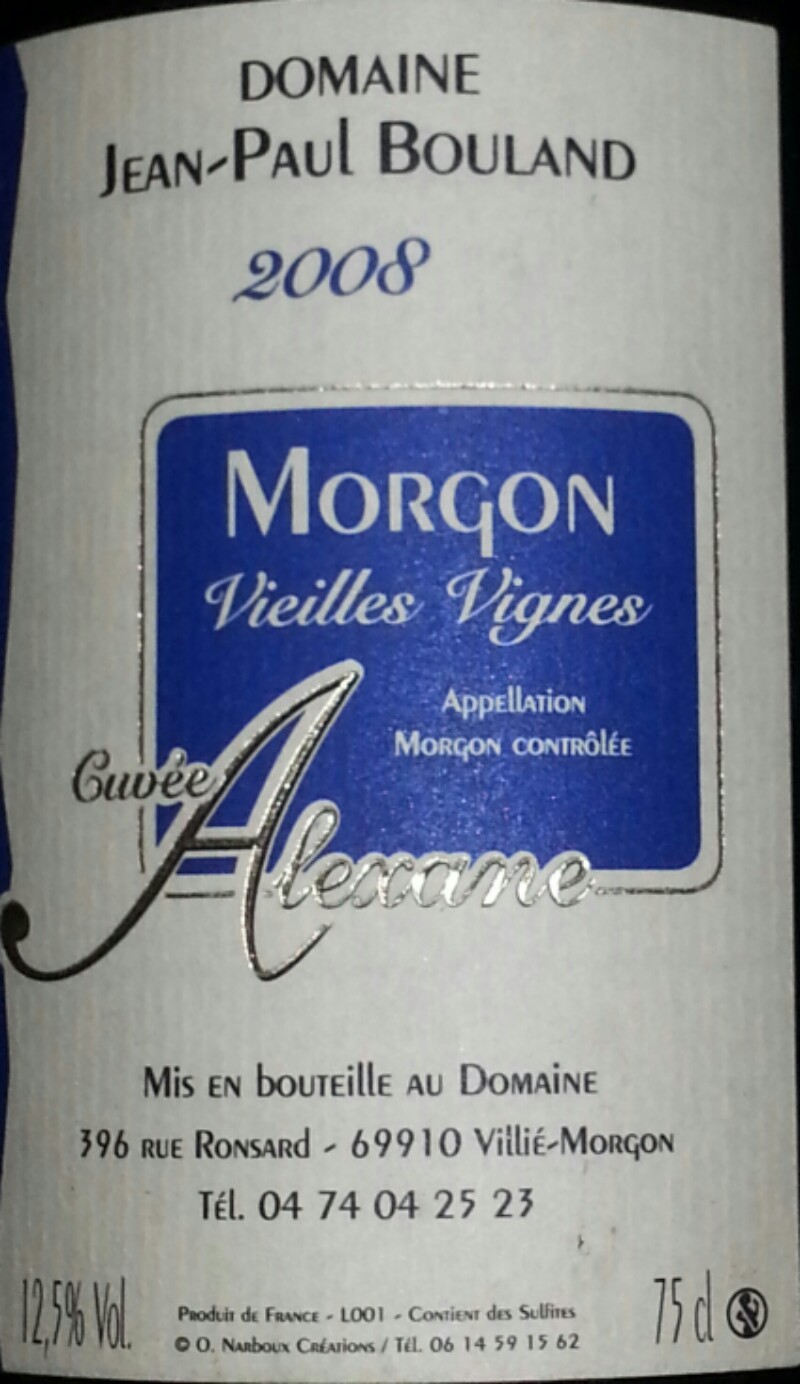 DOMAINE
JEAN-PAUL BOULAND
2008
MORGON
Vieilles Vignes
APPELLATION
MORGON CONTRÔLÉE
Cuvée
Alexane
MIS EN BOUTEILLE AU DOMAINE
396 RUE RONSARD - 69910 VILLIÉ-MORGON
TÉL. 04 74 04 25 23
12,5% Vol.
PRODUIT DE FRANCE - L001 - CONTIENT DES SULFITES
75 cl
© O. NARBOUX CRÉATIONS / TÉL. 06 14 59 15 62